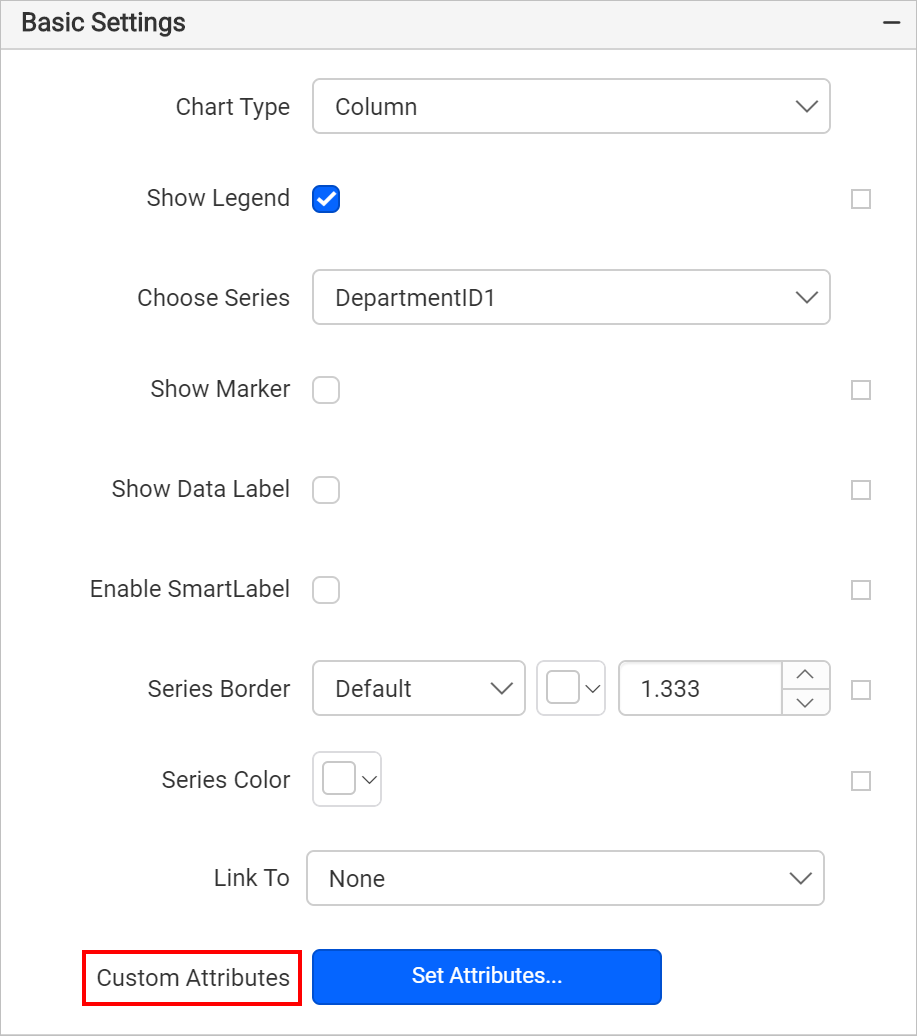 Basic Settings
Chart Type Column
Show Legend
Choose Series DepartmentID1
Show Marker
Show Data Label
Enable SmartLabel
Series Border Default 1.333
Series Color
Link To None
Custom Attributes Set Attributes...